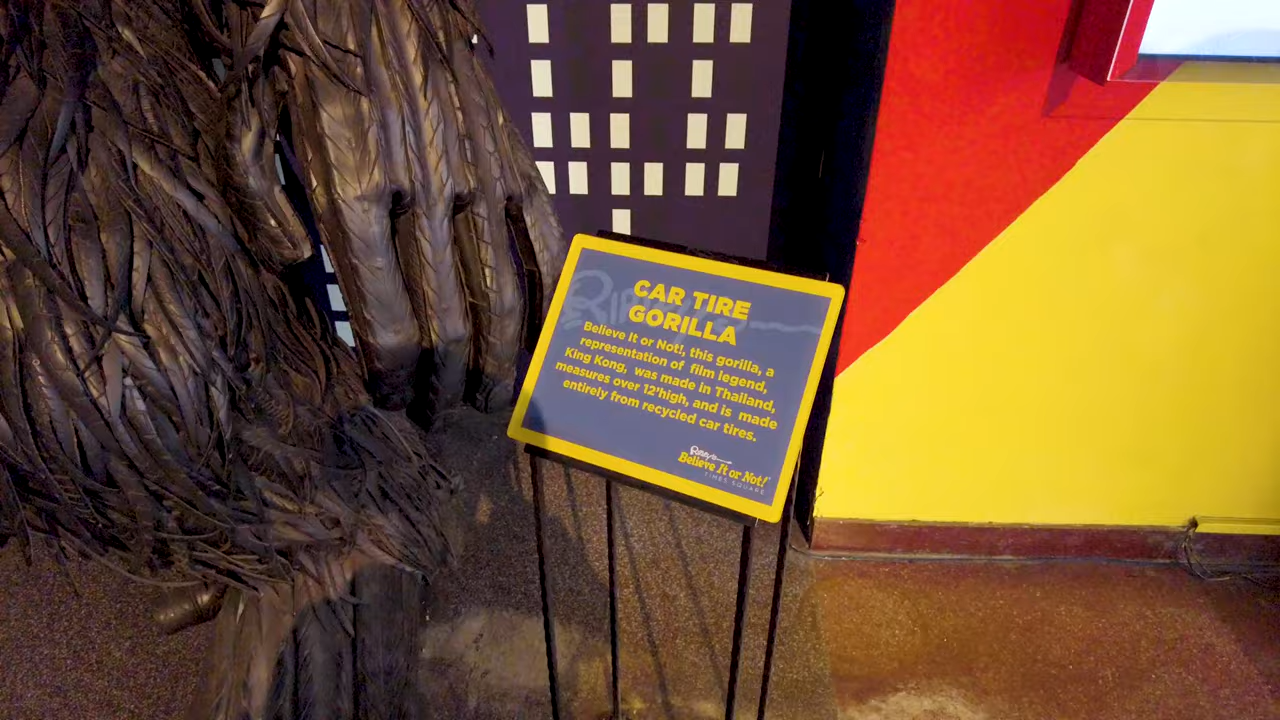 CAR TIRE
GORILLA
Believe It or Not!, this gorilla, a
representation of film legend,
King Kong, was made in Thailand,
measures over 12'high, and is made
entirely from recycled car tires.
Ripley's
Believe It or Not!
TIMES SQUARE